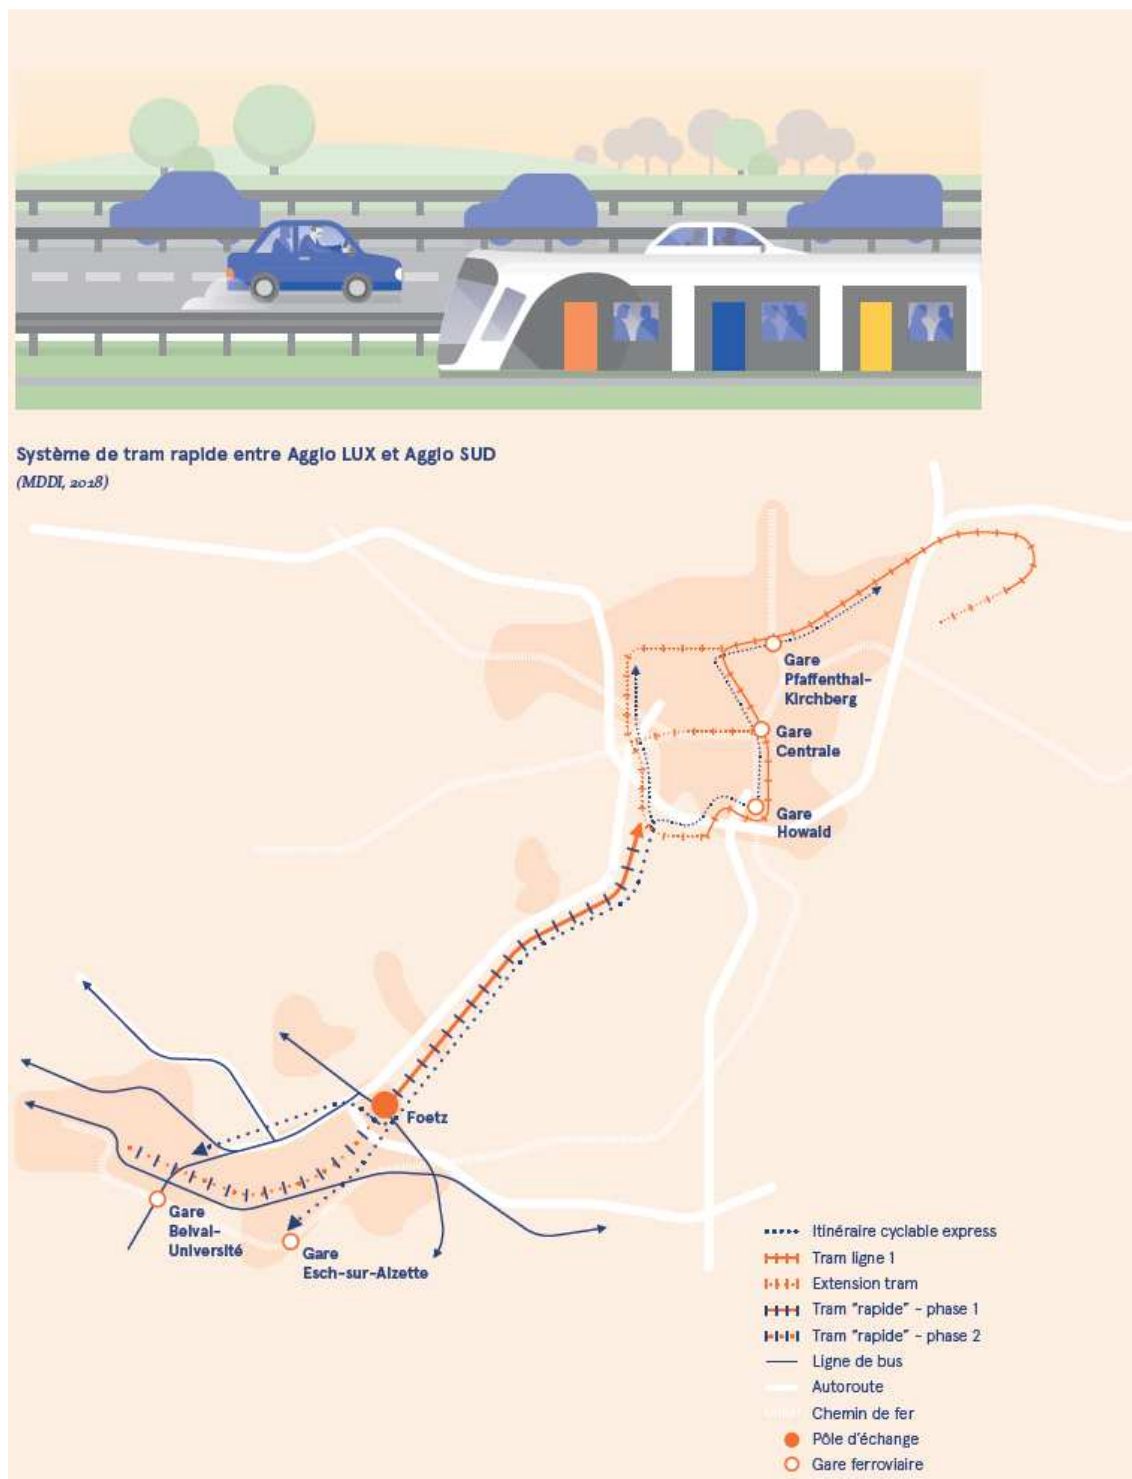 Système de tram rapide entre Agglo LUX et Agglo SUD
(MDDI, 2018)
Gare
Pfaffenthal-
Kirchberg
Gare
Centrale
Gare
Howald
Foetz
Gare
Belval-
Université
Gare
Esch-sur-Alzette
Itinéraire cyclable express
Tram ligne 1
Extension tram
Tram "rapide" - phase 1
Tram "rapide" - phase 2
Ligne de bus
Autoroute
Chemin de fer
Pôle d'échange
Gare ferroviaire